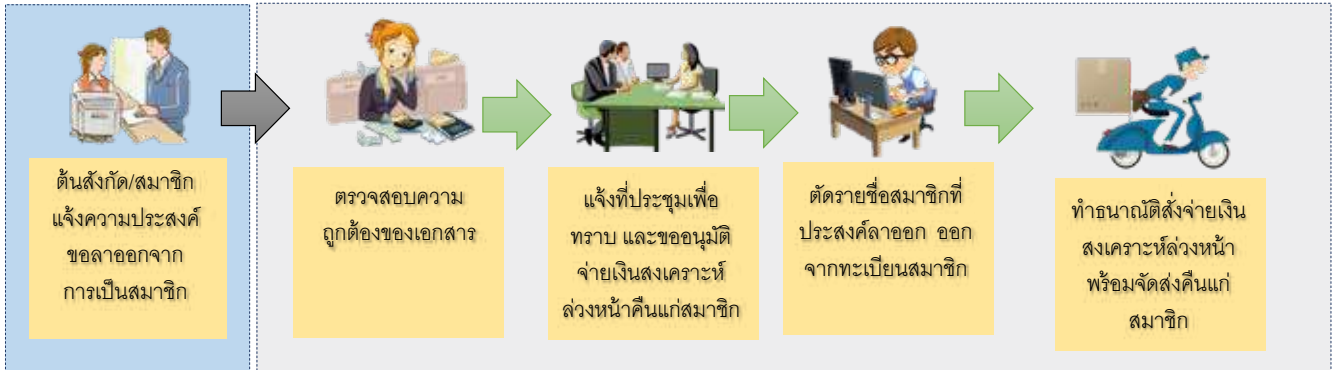 ต้นสังกัด/สมาชิก
แจ้งความประสงค์
ขอลาออกจาก
การเป็นสมาชิก
ตรวจสอบความ
ถูกต้องของเอกสาร
แจ้งที่ประชุมเพื่อ
ทราบ และขออนุมัติ
จ่ายเงินสงเคราะห์
ล่วงหน้าคืนแก่สมาชิก
ตัดรายชื่อสมาชิกที่
ประสงค์ลาออก ออก
จากทะเบียนสมาชิก
ทำธนาณัติสั่งจ่ายเงิน
สงเคราะห์ล่วงหน้า
พร้อมจัดส่งคืนแก่
สมาชิก